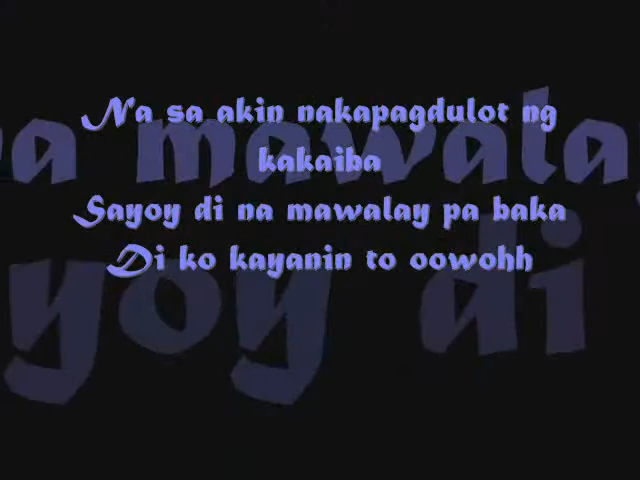 Na sa akin nakapagdulot ng
kakaiba
Sayoy di na mawalay pa baka
Di ko kayanin to oowohh